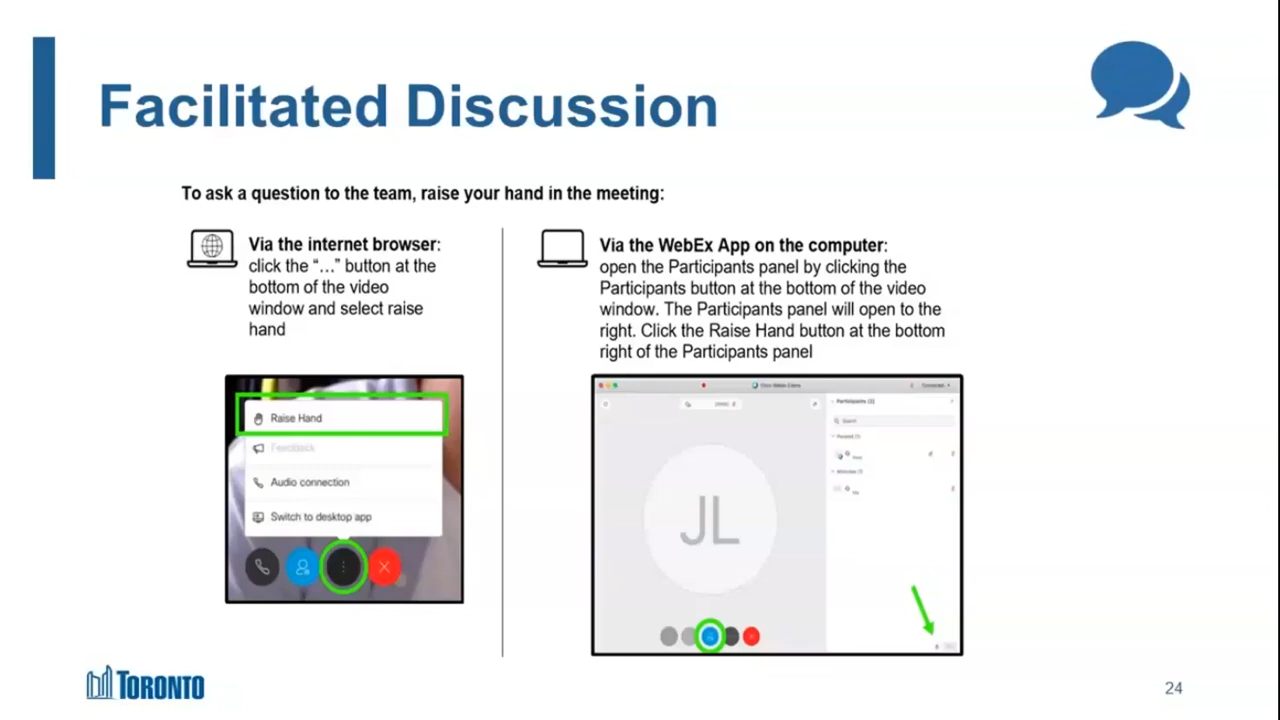 Facilitated Discussion
To ask a question to the team, raise your hand in the meeting:
Via the internet browser:
click the “…” button at the
bottom of the video
window and select raise
hand
Via the WebEx App on the computer:
open the Participants panel by clicking the
Participants button at the bottom of the video
window. The Participants panel will open to the
right. Click the Raise Hand button at the bottom
right of the Participants panel
Raise Hand
Feedback
Audio connection
Switch to desktop app
Participants (2)
Search
JL
TORONTO
24